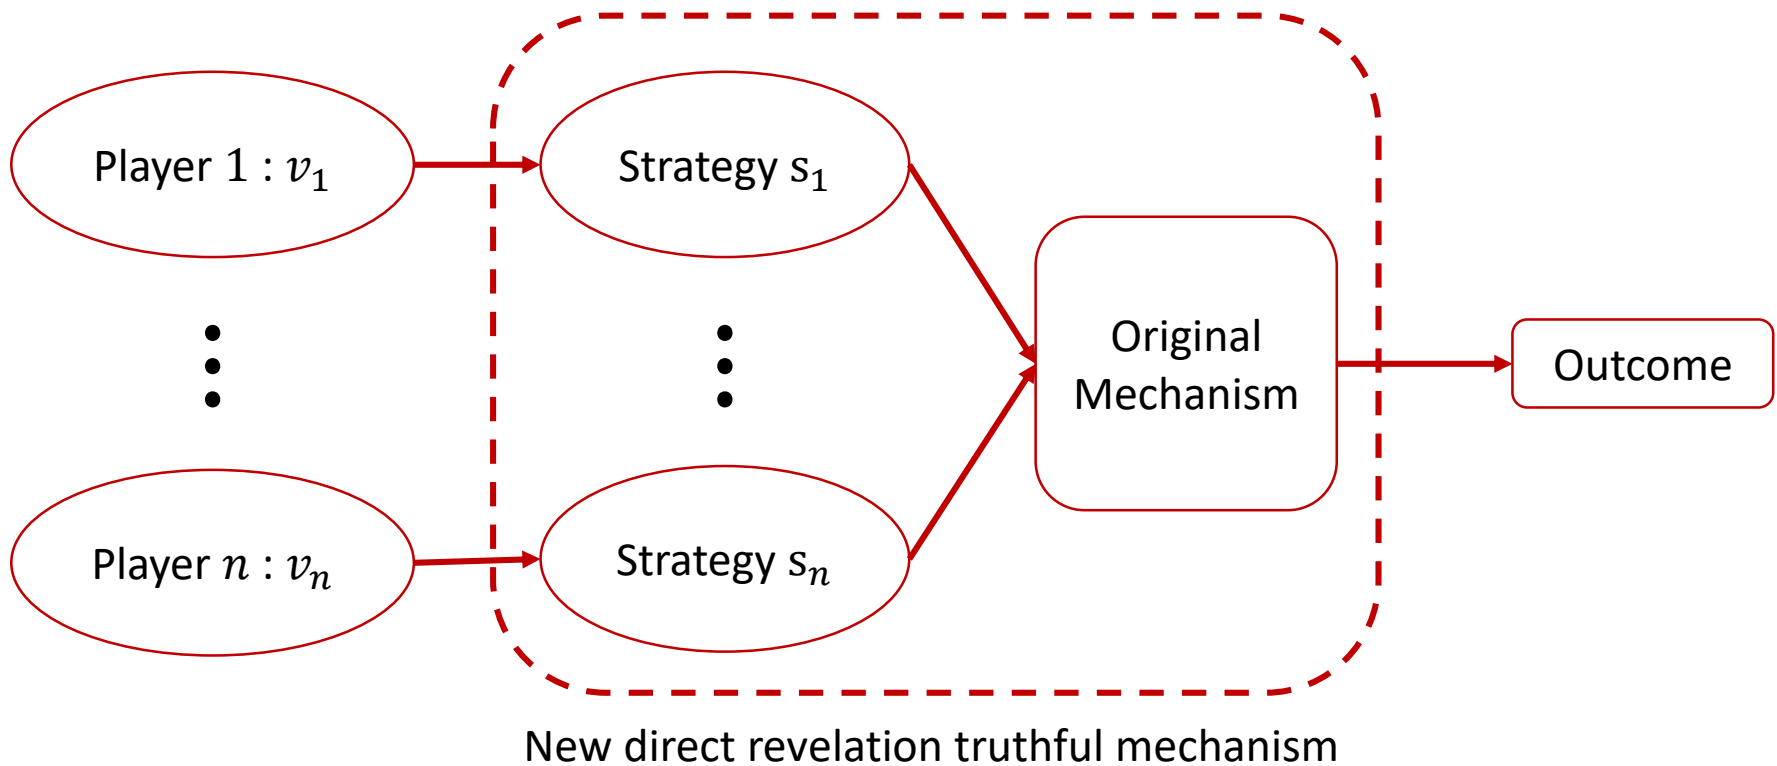 Player 1 : v₁
Strategy s₁
Original
Mechanism
Outcome
Player n : vₙ
Strategy sₙ
New direct revelation truthful mechanism